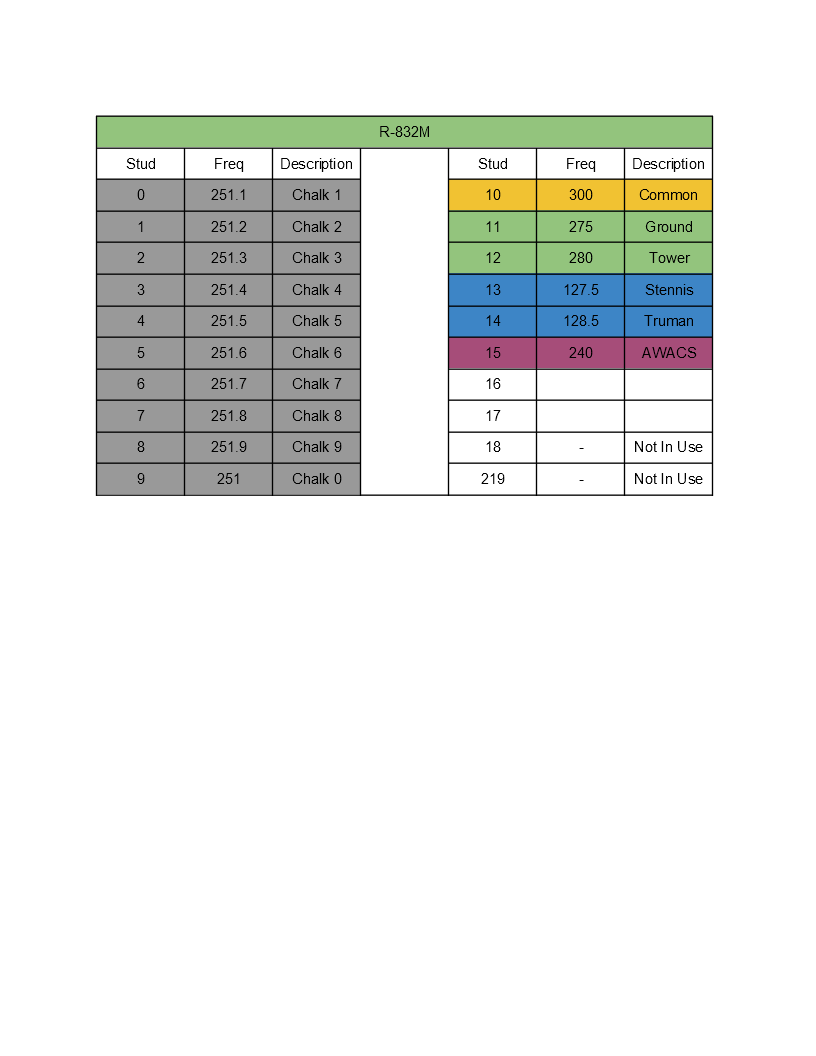 R-832M
Stud Freq Description Stud Freq Description
0 251.1 Chalk 1 10 300 Common
1 251.2 Chalk 2 11 275 Ground
2 251.3 Chalk 3 12 280 Tower
3 251.4 Chalk 4 13 127.5 Stennis
4 251.5 Chalk 5 14 128.5 Truman
5 251.6 Chalk 6 15 240 AWACS
6 251.7 Chalk 7 16
7 251.8 Chalk 8 17
8 251.9 Chalk 9 18 - Not In Use
9 251 Chalk 0 219 - Not In Use